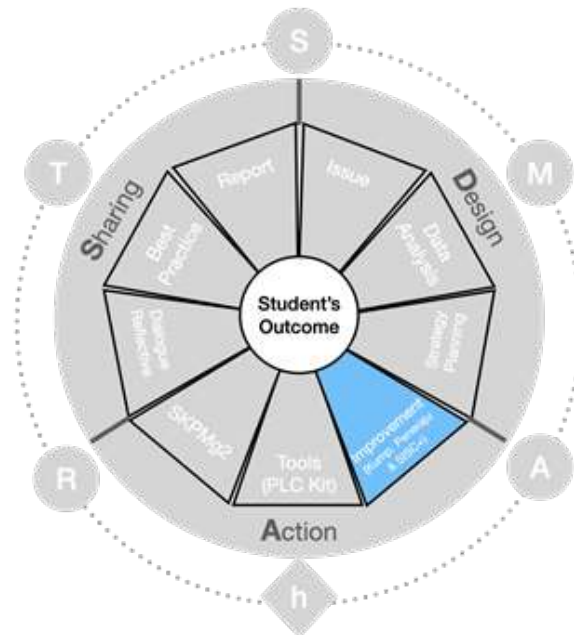 S
M
A
h
R
T
Sharing
Design
Action
Report
Issue
Data
Analysis
Strategy
Planning
Improvement
& SISC+)
Tools
(PLC Kit)
SKPMg2
Dialogue
Reflective
Best
Practice
Student's
Outcome